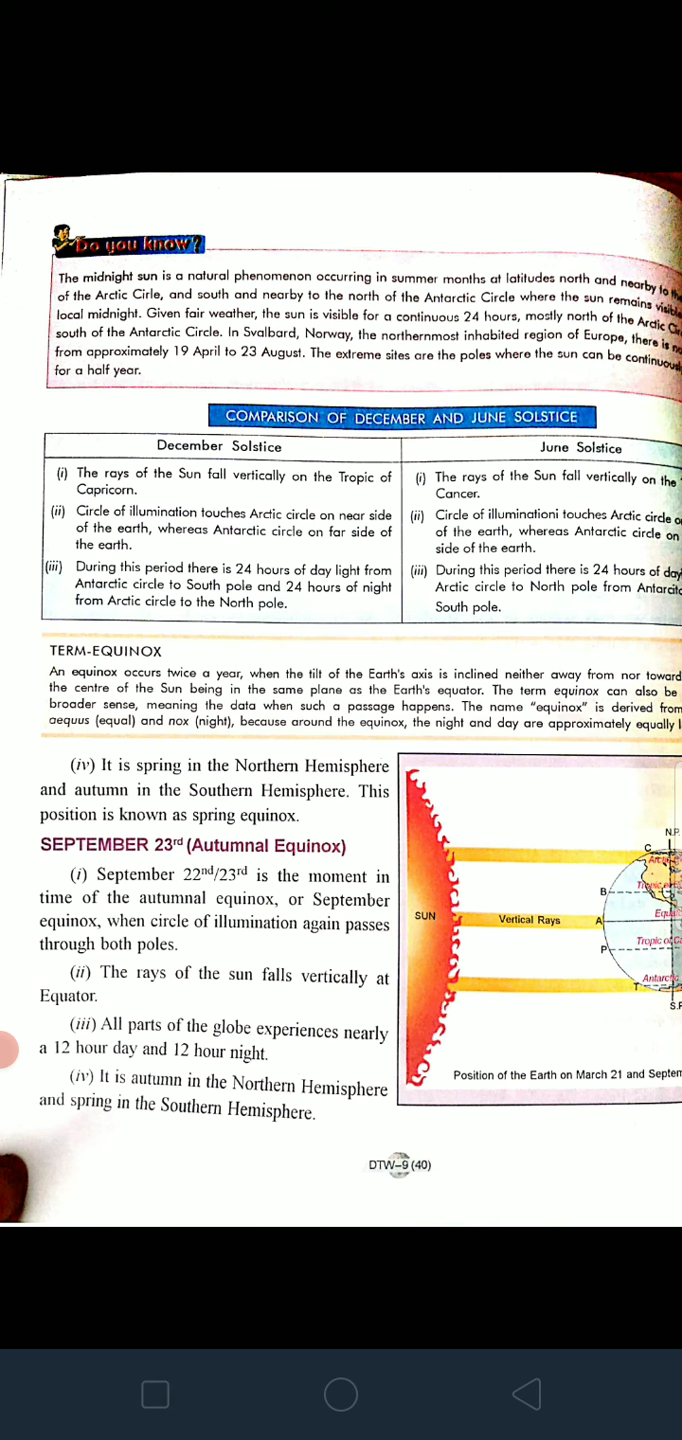 Do you know?
The midnight sun is a natural phenomenon occurring in summer months at latitudes north and nearby to the
of the Arctic Cirle, and south and nearby to the north of the Antarctic Circle where the sun remains visible
local midnight. Given fair weather, the sun is visible for a continuous 24 hours, mostly north of the Arctic
south of the Antarctic Circle. In Svalbard, Norway, the northernmost inhabited region of Europe, there is
from approximately 19 April to 23 August. The extreme sites are the poles where the sun can be
for a half year.
COMPARISON OF DECEMBER AND JUNE SOLSTICE
December Solstice
(i) The rays of the Sun fall vertically on the Tropic of
Capricorn.
(ii) Circle of illumination touches Arctic circle on near side
of the earth, whereas Antarctic circle on far side of
the earth.
(iii) During this period there is 24 hours of day light from
Antarctic circle to South pole and 24 hours of night
from Arctic circle to the North pole.
June Solstice
(i) The rays of the Sun fall vertically on the
Cancer.
(ii) Circle of illuminationi touches Arctic circle
of the earth, whereas Antarctic circle on
side of the earth.
(iii) During this period there is 24 hours of day
Arctic circle to North pole from
South pole.
TERM-EQUINOX
An equinox occurs twice a year, when the tilt of the Earth's axis is inclined neither away from nor toward
the centre of the Sun being in the same plane as the Earth's equator. The term equinox can also be
broader sense, meaning the data when such a passage happens. The name "equinox" is derived from
aequus (equal) and nox (night), because around the equinox, the night and day are approximately equally
(iv) It is spring in the Northern Hemisphere
and autumn in the Southern Hemisphere. This
position is known as spring equinox.
SEPTEMBER 23rd (Autumnal Equinox)
(i) September 22nd/23rd is the moment in
time of the autumnal equinox, or September
equinox, when circle of illumination again passes
through both poles.
(ii) The rays of the sun falls vertically at
Equator.
(iii) All parts of the globe experiences nearly
a 12 hour day and 12 hour night.
(iv) It is autumn in the Northern Hemisphere
and spring in the Southern Hemisphere.
N.P.
C
B
SUN
Vertical Rays
A
P
Tropic of
T
Position of the Earth on March 21 and
DTW–9 (40)